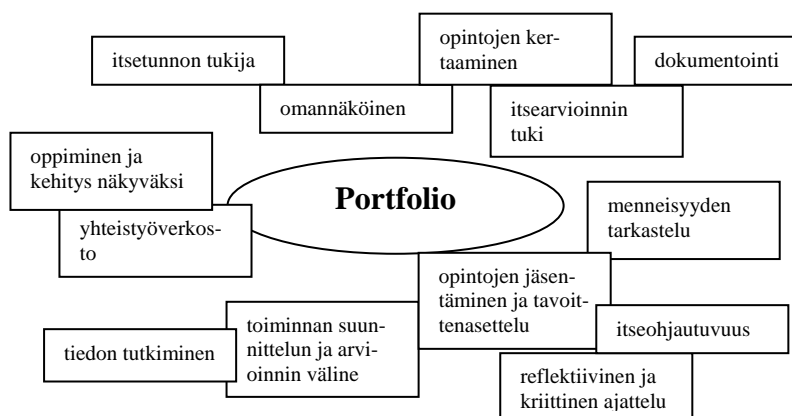 opintojen ker-
taaminen
itsetunnon tukija
dokumentointi
omannäköinen
itsearvioinnin
tuki
oppiminen ja
kehitys näkyväksi
Portfolio
menneisyyden
tarkastelu
yhteistyöverkos-
to
opintojen jäsen-
täminen ja tavoit-
tenasettelu
toiminnan suun-
nittelun ja arvi-
oinnin väline
itseohjautuvuus
tiedon tutkiminen
reflektiivinen ja
kriittinen ajattelu